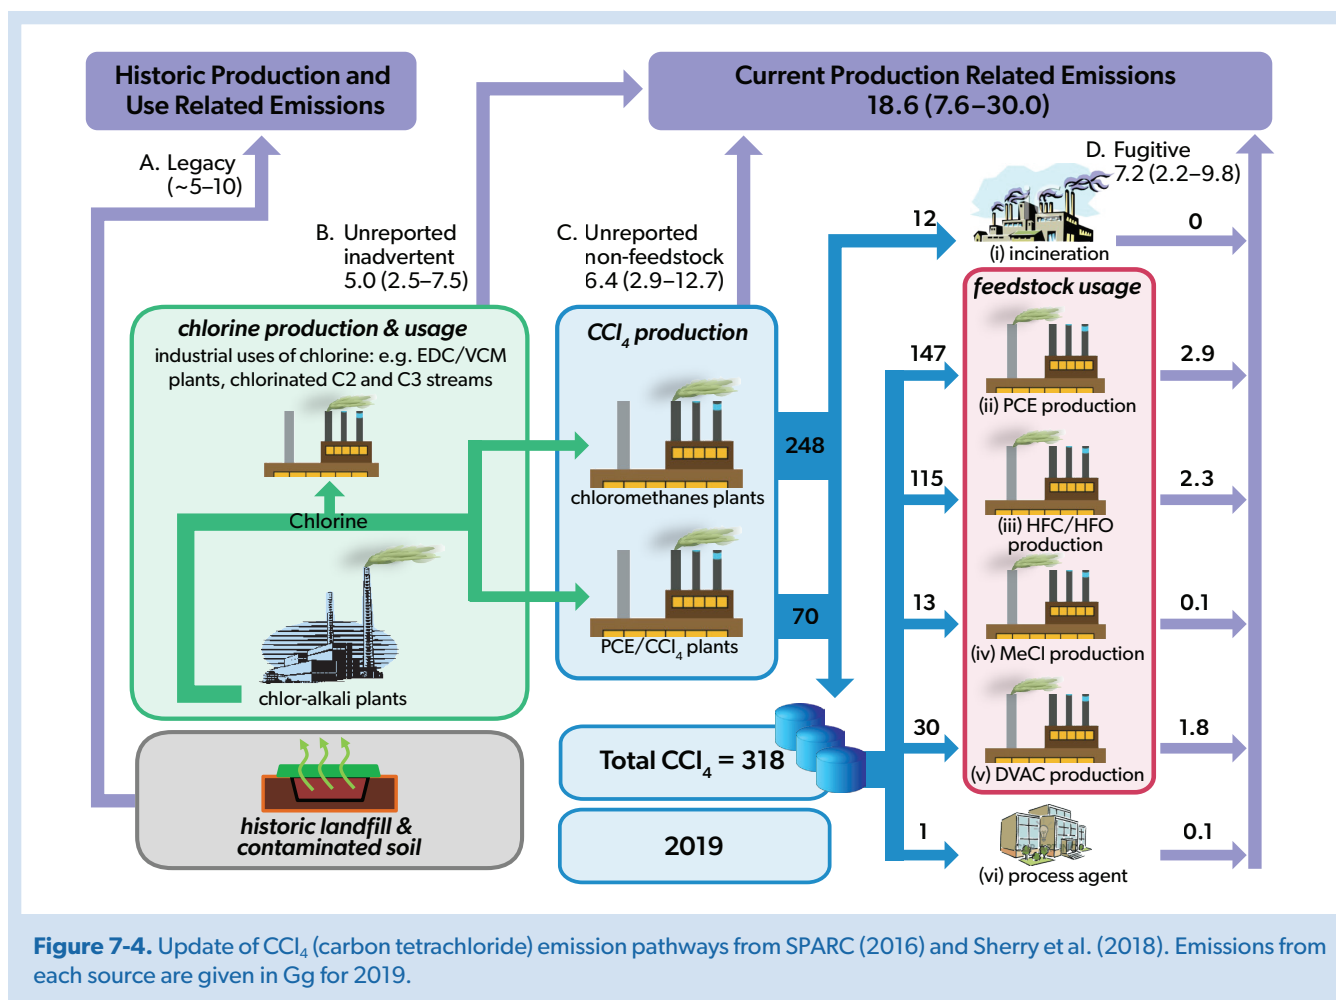 Historic Production and
Use Related Emissions
Current Production Related Emissions
18.6 (7.6–30.0)
A. Legacy
(~5–10)
B. Unreported
inadvertent
5.0 (2.5–7.5)
C. Unreported
non-feedstock
6.4 (2.9–12.7)
D. Fugitive
7.2 (2.2–9.8)
chlorine production & usage
industrial uses of chlorine: e.g. EDC/VCM
plants, chlorinated C2 and C3 streams
Chlorine
chlor-alkali plants
historic landfill &
contaminated soil
CCl₄ production
chloromethanes plants
PCE/CCl₄ plants
248
70
Total CCl₄ = 318
2019
12
(i) incineration
0
feedstock usage
147
(ii) PCE production
2.9
115
(iii) HFC/HFO
production
2.3
13
(iv) MeCl production
0.1
30
(v) DVAC production
1.8
1
(vi) process agent
0.1
Figure 7-4. Update of CCl₄ (carbon tetrachloride) emission pathways from SPARC (2016) and Sherry et al. (2018). Emissions from
each source are given in Gg for 2019.